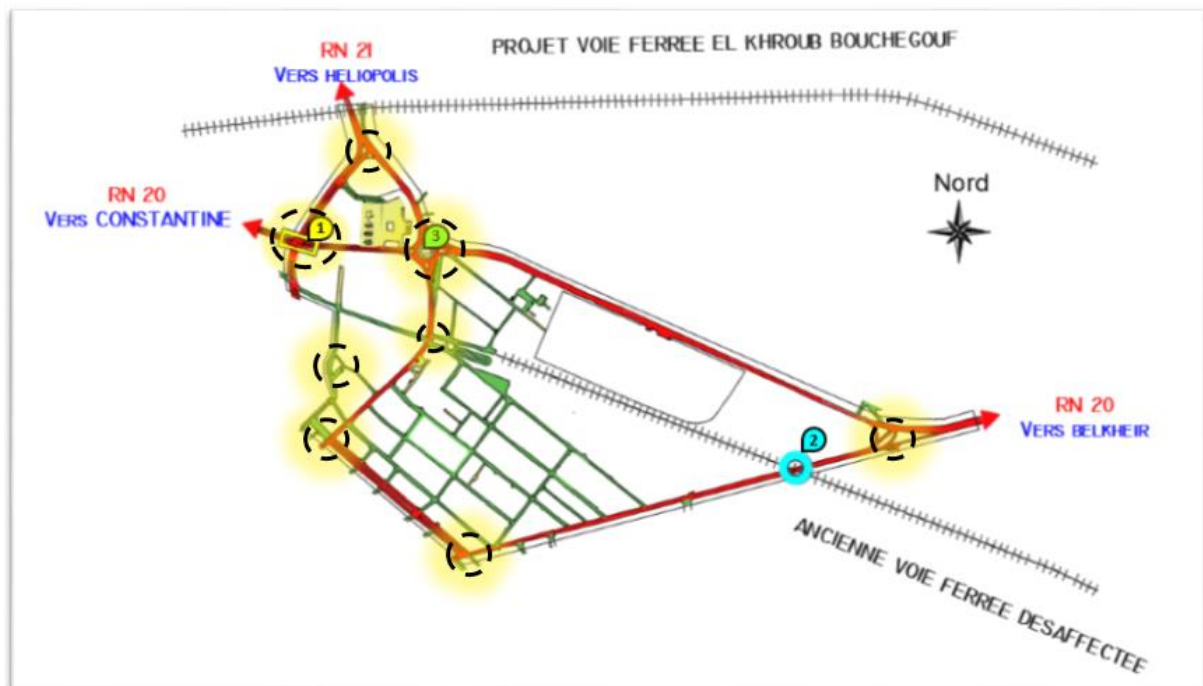 PROJET VOIE FERREE EL KHROUB BOUCHEGOUF
RN 21
VERS HELIOPOLIS
RN 20
VERS CONSTANTINE
Nord
1
3
RN 20
VERS BELKHEIR
2
ANCIENNE VOIE FERREE DESAFFECTEE